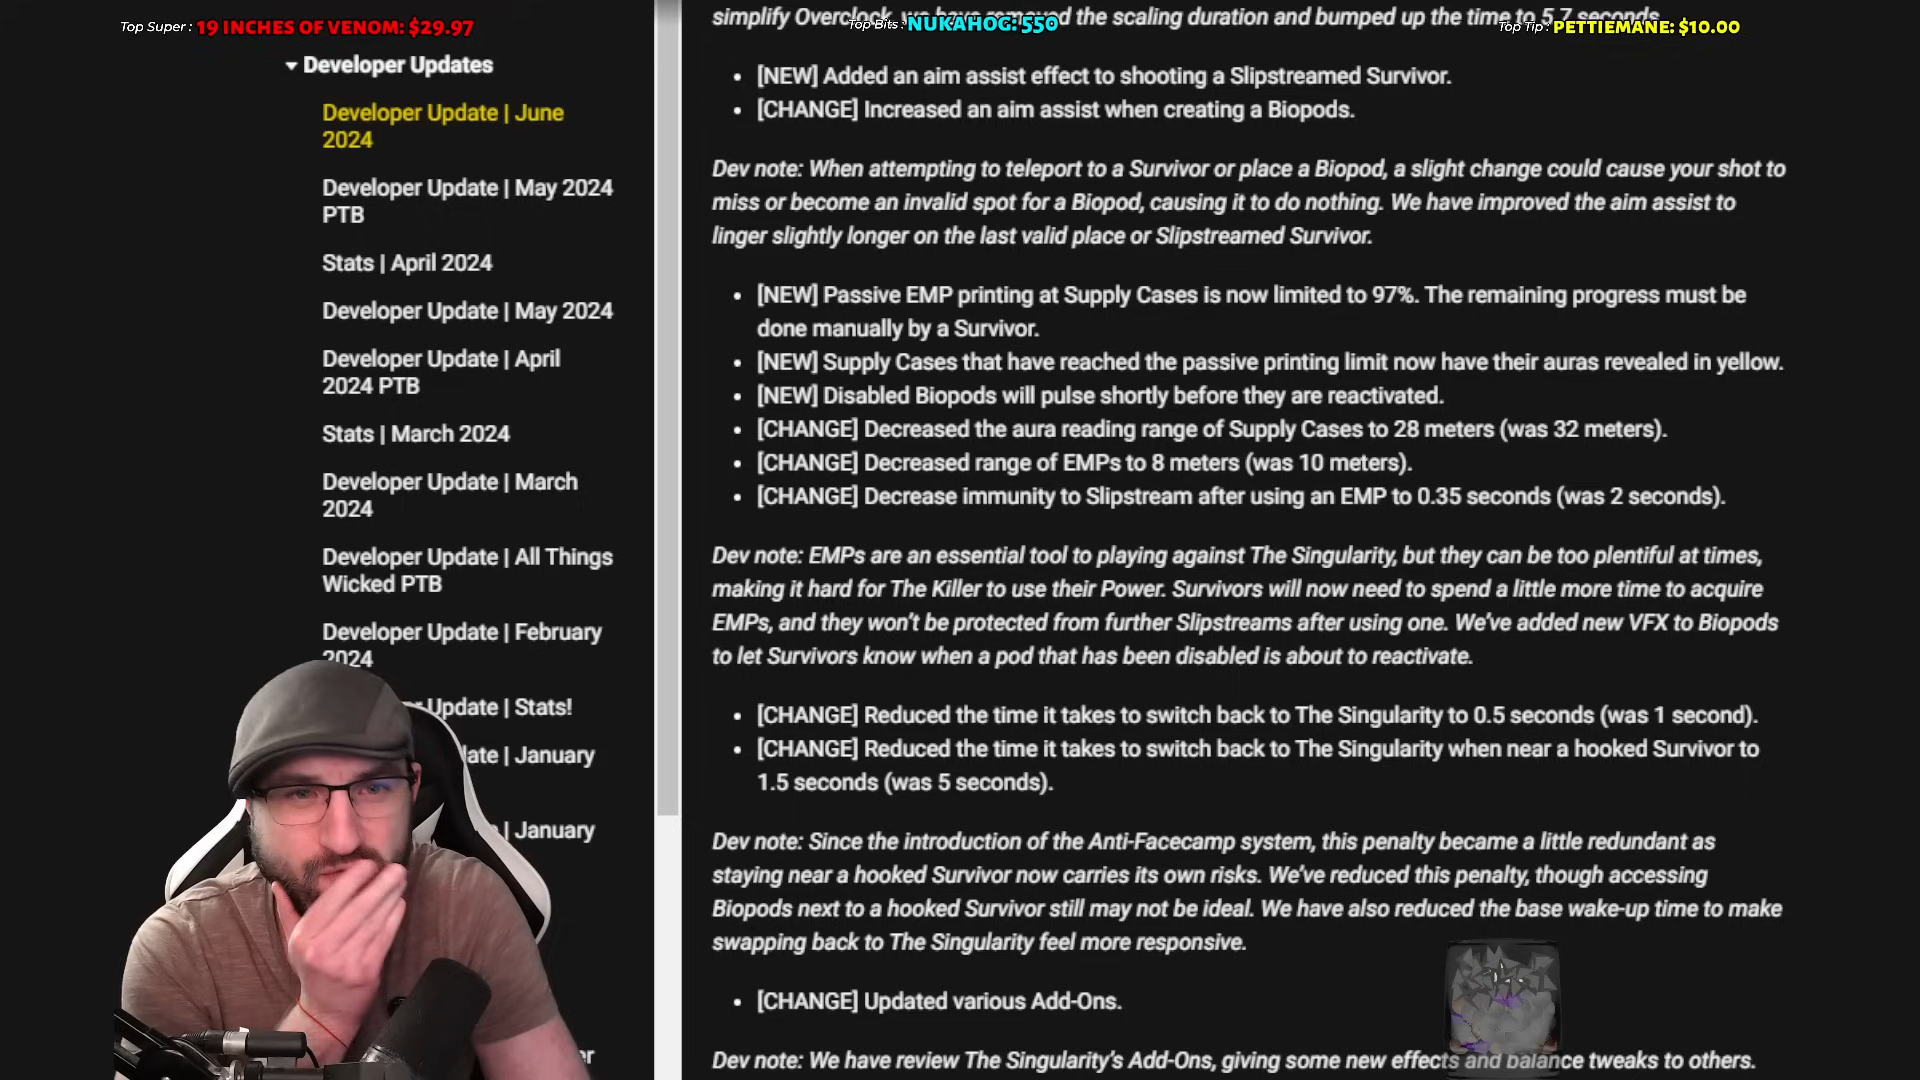 Top Super : 19 INCHES OF VENOM: $29.97
Top Bits : NUKAHOG: 550
Top Tip : PETTIEMANE: $10.00
Developer Updates
Developer Update | June
2024
Developer Update | May 2024
PTB
Stats | April 2024
Developer Update | May 2024
Developer Update | April
2024 PTB
Stats | March 2024
Developer Update | March
2024
Developer Update | All Things
Wicked PTB
Developer Update | February
2024
Update | Stats!
| January
| January
simplify Overclock, we have removed the scaling duration and bumped up the time to 5.7 seconds.
• [NEW] Added an aim assist effect to shooting a Slipstreamed Survivor.
• [CHANGE] Increased an aim assist when creating a Biopods.
Dev note: When attempting to teleport to a Survivor or place a Biopod, a slight change could cause your shot to
miss or become an invalid spot for a Biopod, causing it to do nothing. We have improved the aim assist to
linger slightly longer on the last valid place or Slipstreamed Survivor.
• [NEW] Passive EMP printing at Supply Cases is now limited to 97%. The remaining progress must be
done manually by a Survivor.
• [NEW] Supply Cases that have reached the passive printing limit now have their auras revealed in yellow.
• [NEW] Disabled Biopods will pulse shortly before they are reactivated.
• [CHANGE] Decreased the aura reading range of Supply Cases to 28 meters (was 32 meters).
• [CHANGE] Decreased range of EMPs to 8 meters (was 10 meters).
• [CHANGE] Decrease immunity to Slipstream after using an EMP to 0.35 seconds (was 2 seconds).
Dev note: EMPs are an essential tool to playing against The Singularity, but they can be too plentiful at times,
making it hard for The Killer to use their Power. Survivors will now need to spend a little more time to acquire
EMPs, and they won't be protected from further Slipstreams after using one. We've added new VFX to Biopods
to let Survivors know when a pod that has been disabled is about to reactivate.
• [CHANGE] Reduced the time it takes to switch back to The Singularity to 0.5 seconds (was 1 second).
• [CHANGE] Reduced the time it takes to switch back to The Singularity when near a hooked Survivor to
1.5 seconds (was 5 seconds).
Dev note: Since the introduction of the Anti-Facecamp system, this penalty became a little redundant as
staying near a hooked Survivor now carries its own risks. We've reduced this penalty, though accessing
Biopods next to a hooked Survivor still may not be ideal. We have also reduced the base wake-up time to make
swapping back to The Singularity feel more responsive.
• [CHANGE] Updated various Add-Ons.
Dev note: We have review The Singularity's Add-Ons, giving some new effects and balance tweaks to others.